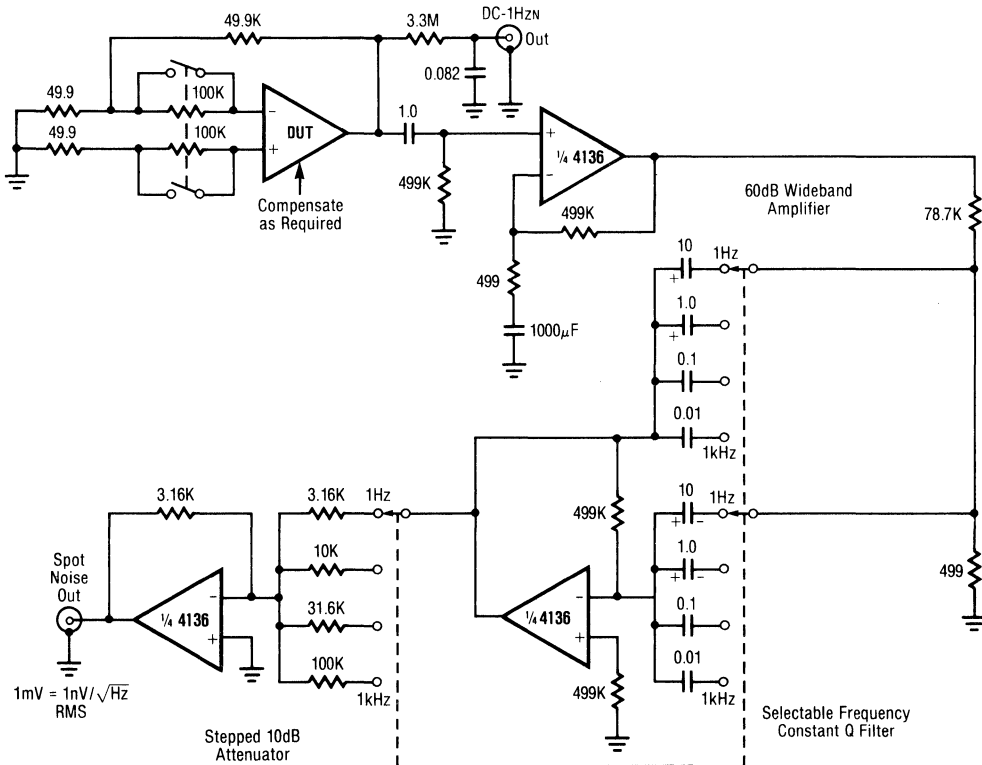 49.9K
3.3M
DC-1HZN
Out
0.082
100K
49.9
-
DUT
1.0
+
49.9
100K
+
1/4 4136
-
499K
Compensate
as Required
60dB Wideband
Amplifier
78.7K
499K
499
1000μF
10
1Hz
+
1.0
+
0.1
0.01
1kHz
3.16K
3.16K
1Hz
499K
10
1Hz
+ -
Spot
Noise
Out
10K
1.0
+ -
1/4 4136
-
+
31.6K
1/4 4136
-
+
0.1
499
100K
1kHz
0.01
1kHz
499K
1mV = 1nV/√Hz
RMS
Stepped 10dB
Attenuator
Selectable Frequency
Constant Q Filter